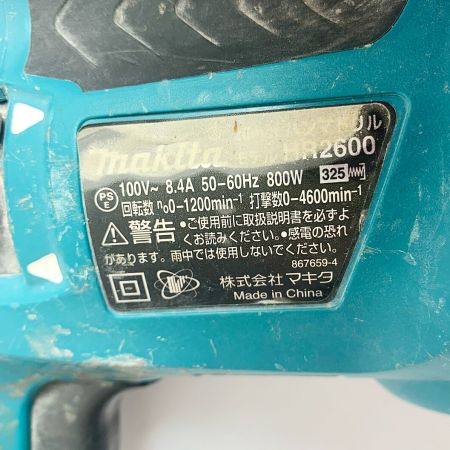 makita HR2600
PSE 100V~ 8.4A 50-60Hz 800W 325
回転数 n₀0-1200min⁻¹ 打撃数0-4600min⁻¹
警告 •ご使用前に取扱説明書を必ずよ
くお読みください。•感電の恐れ
があります。雨中では使用しないでください。
867659-4
株式会社 マキタ
Made in China